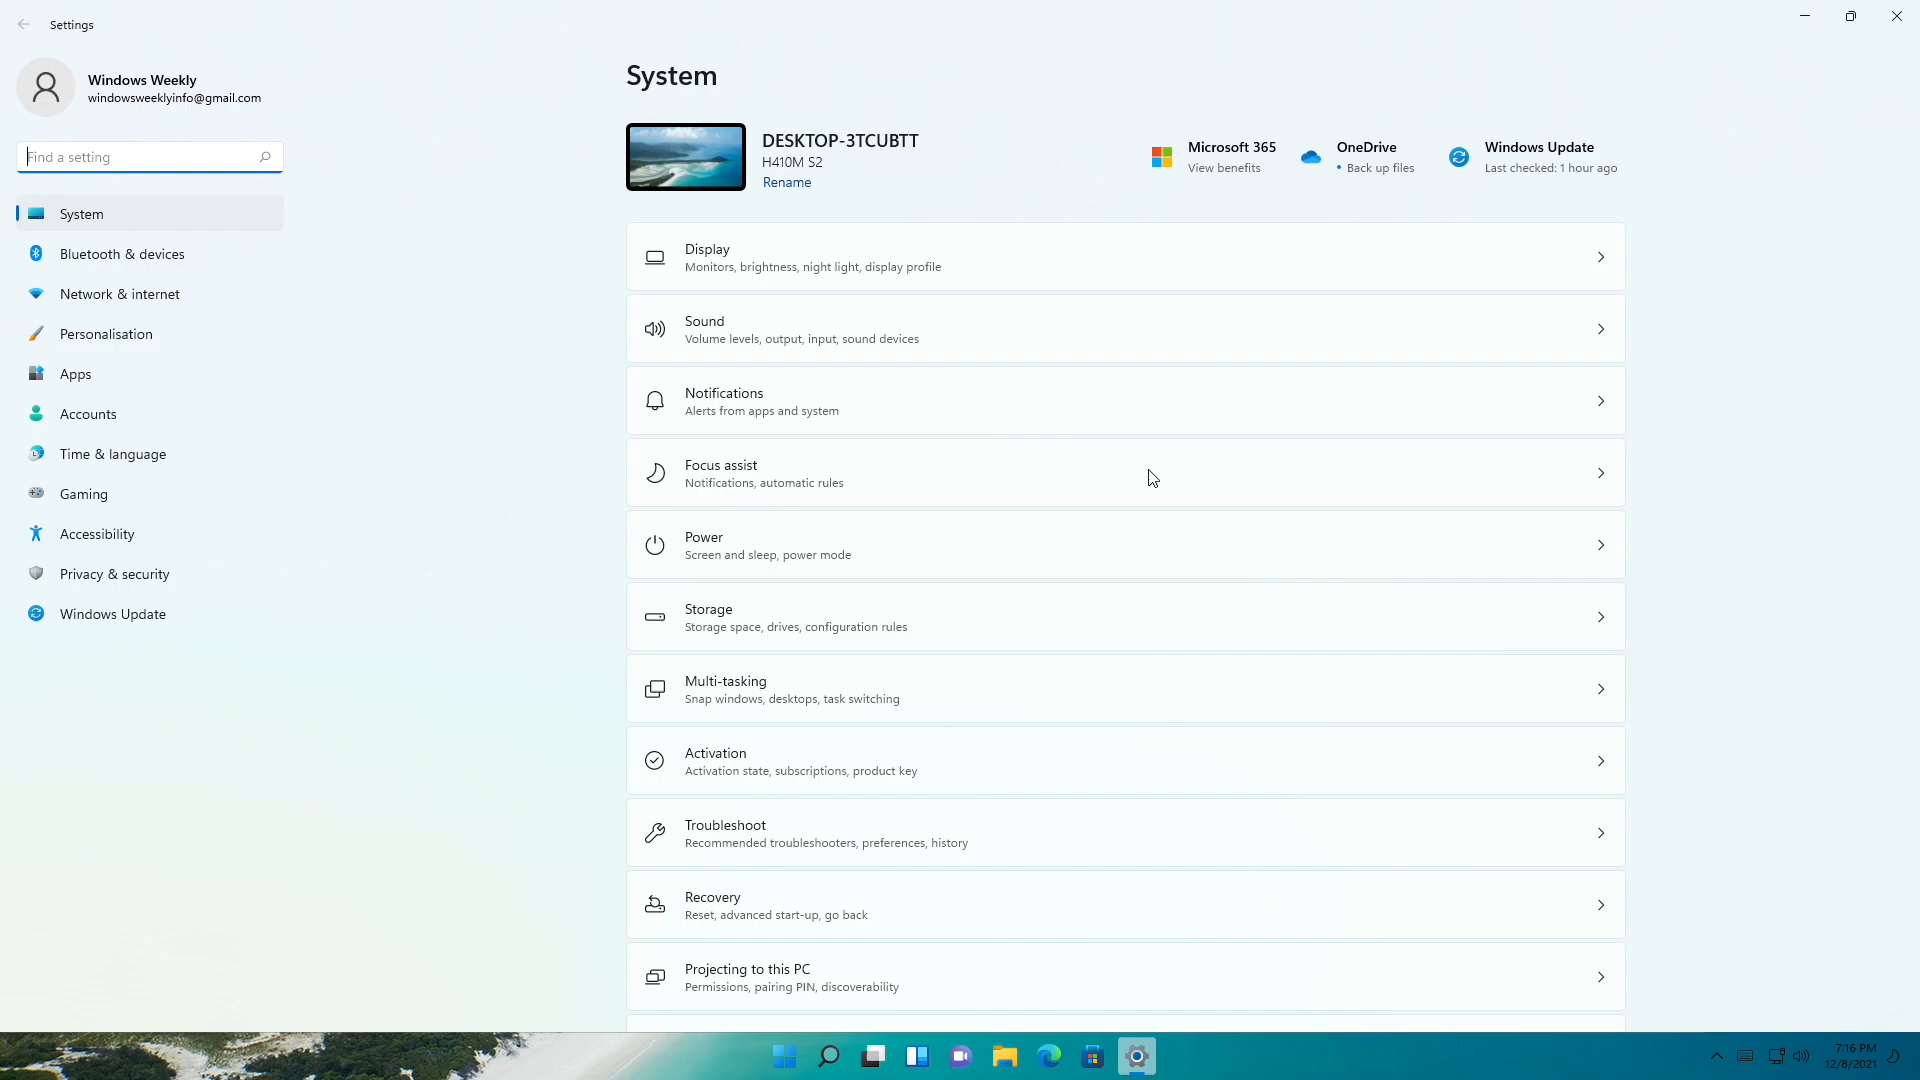 Settings
Windows Weekly
windowsweeklyinfo@gmail.com
Find a setting
System
Bluetooth & devices
Network & internet
Personalisation
Apps
Accounts
Time & language
Gaming
Accessibility
Privacy & security
Windows Update
System
DESKTOP-3TCUBTT
H410M S2
Rename
Microsoft 365
View benefits
OneDrive
• Back up files
Windows Update
Last checked: 1 hour ago
Display
Monitors, brightness, night light, display profile
Sound
Volume levels, output, input, sound devices
Notifications
Alerts from apps and system
Focus assist
Notifications, automatic rules
Power
Screen and sleep, power mode
Storage
Storage space, drives, configuration rules
Multi-tasking
Snap windows, desktops, task switching
Activation
Activation state, subscriptions, product key
Troubleshoot
Recommended troubleshooters, preferences, history
Recovery
Reset, advanced start-up, go back
Projecting to this PC
Permissions, pairing PIN, discoverability
7:16 PM
12/8/2021